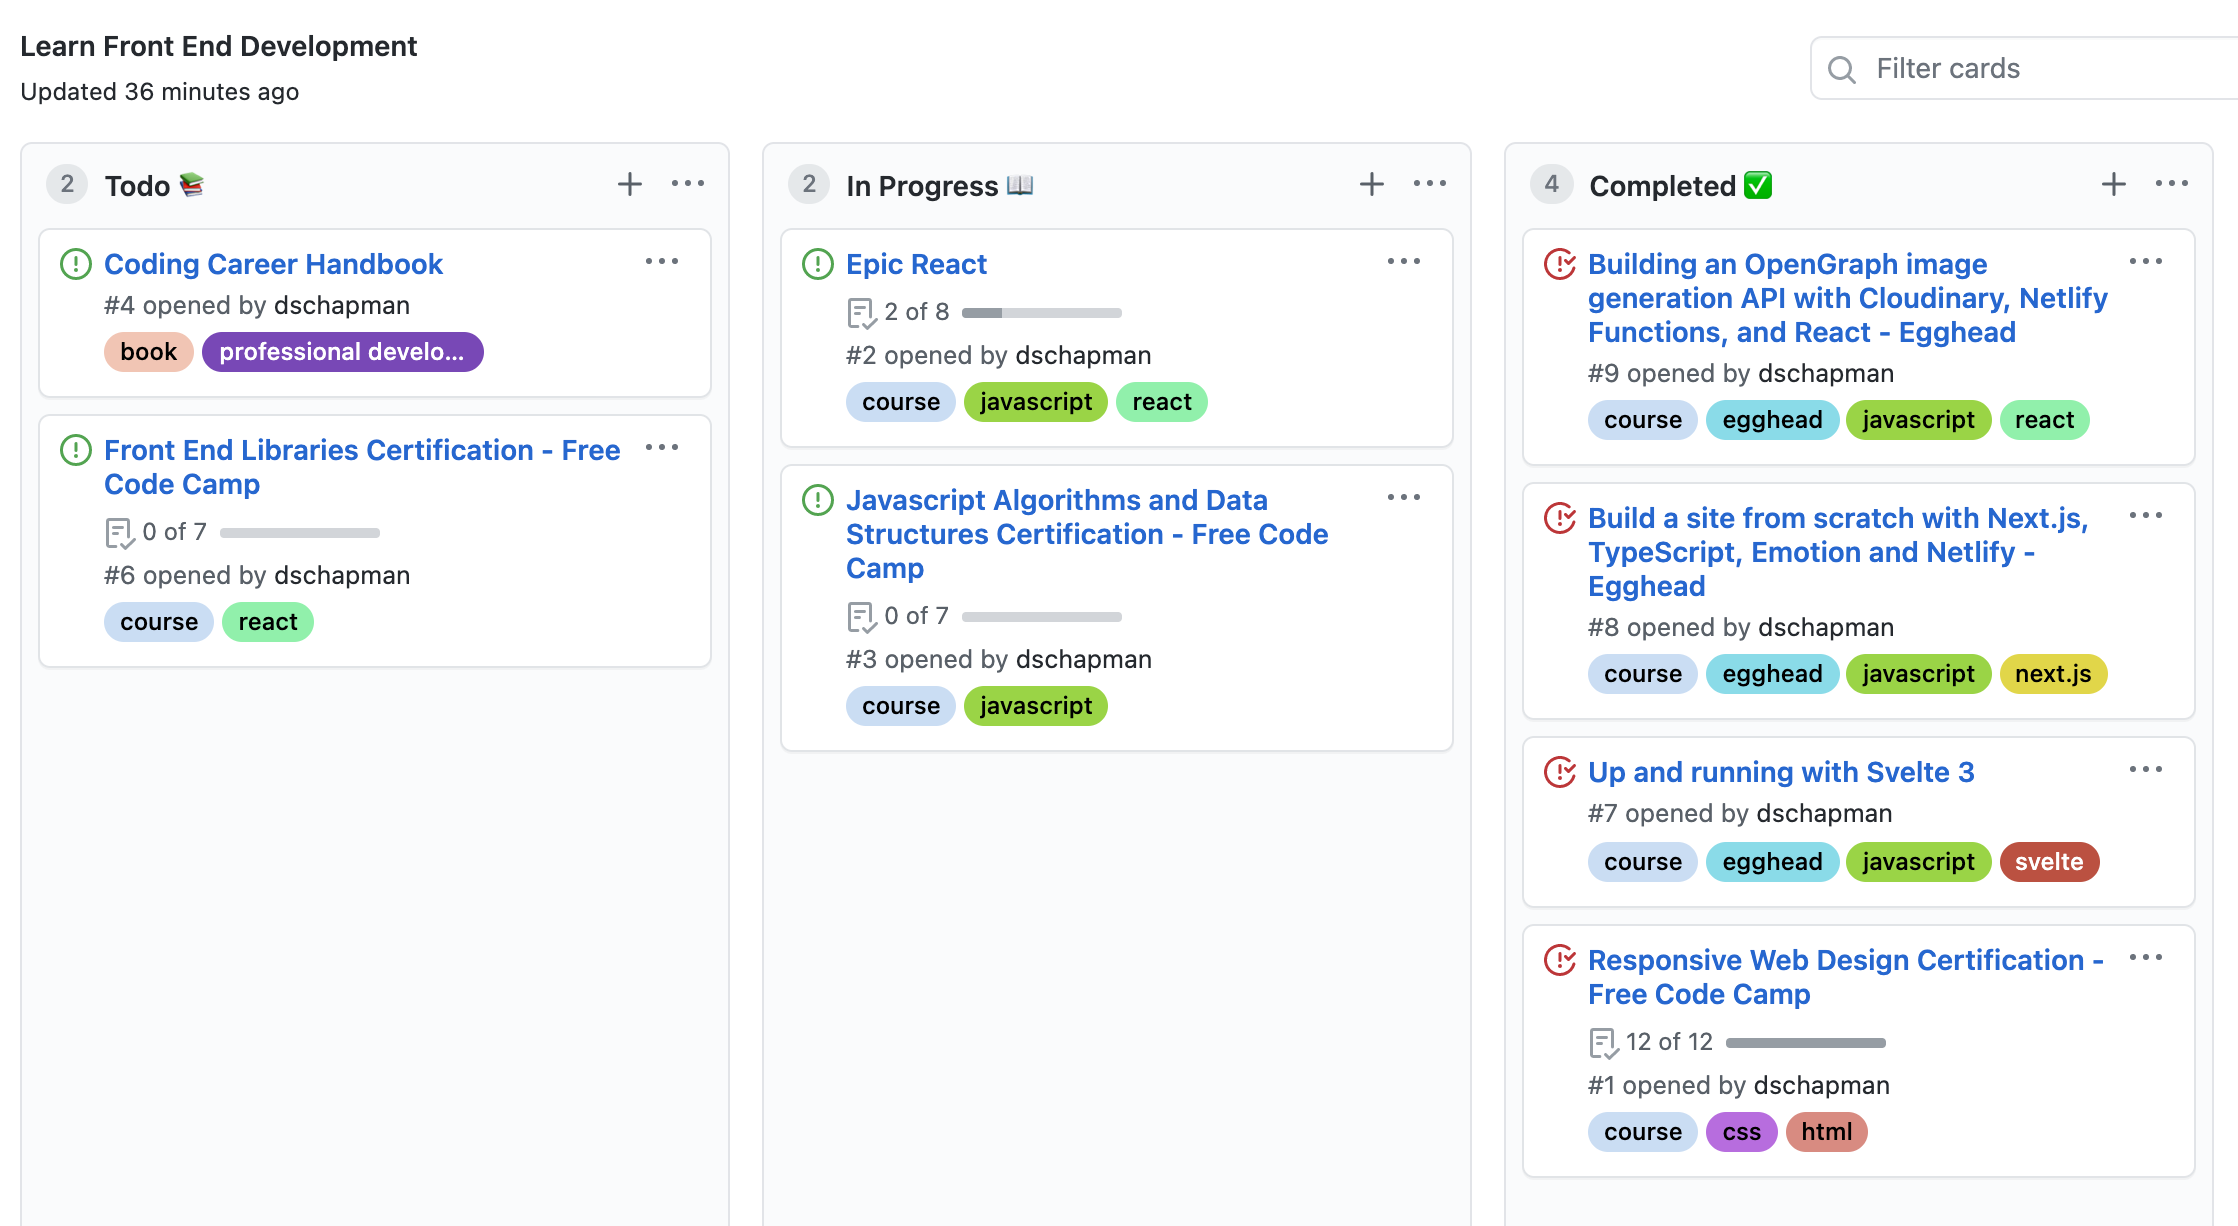 Learn Front End Development
Updated 36 minutes ago
Filter cards
2 Todo 📚
Coding Career Handbook
#4 opened by dschapman
book professional develo...
Front End Libraries Certification - Free
Code Camp
0 of 7
#6 opened by dschapman
course react
2 In Progress 📖
Epic React
2 of 8
#2 opened by dschapman
course javascript react
Javascript Algorithms and Data
Structures Certification - Free Code
Camp
0 of 7
#3 opened by dschapman
course javascript
4 Completed ✅
Building an OpenGraph image
generation API with Cloudinary, Netlify
Functions, and React - Egghead
#9 opened by dschapman
course egghead javascript react
Build a site from scratch with Next.js,
TypeScript, Emotion and Netlify -
Egghead
#8 opened by dschapman
course egghead javascript next.js
Up and running with Svelte 3
#7 opened by dschapman
course egghead javascript svelte
Responsive Web Design Certification -
Free Code Camp
12 of 12
#1 opened by dschapman
course css html